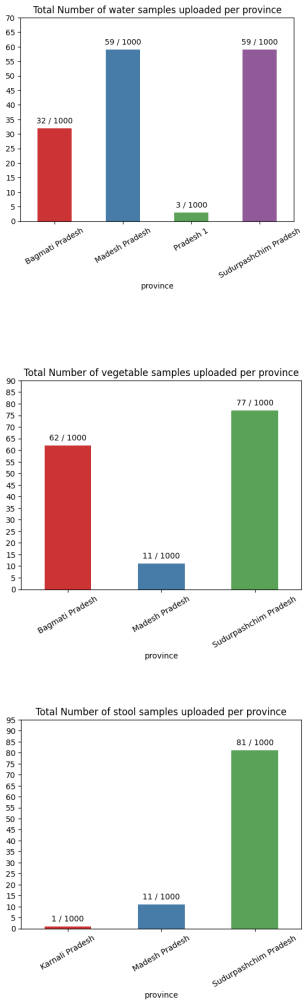 Total Number of water samples uploaded per province
70
65
60
55
50
45
40
35
30
25
20
15
10
5
0
32 / 1000
59 / 1000
3 / 1000
59 / 1000
Bagmati Pradesh
Madesh Pradesh
Pradesh 1
Sudurpashchim Pradesh
province
Total Number of vegetable samples uploaded per province
90
85
80
75
70
65
60
55
50
45
40
35
30
25
20
15
10
5
0
62 / 1000
11 / 1000
77 / 1000
Bagmati Pradesh
Madesh Pradesh
Sudurpashchim Pradesh
province
Total Number of stool samples uploaded per province
95
90
85
80
75
70
65
60
55
50
45
40
35
30
25
20
15
10
5
0
1 / 1000
11 / 1000
81 / 1000
Karnali Pradesh
Madesh Pradesh
Sudurpashchim Pradesh
province